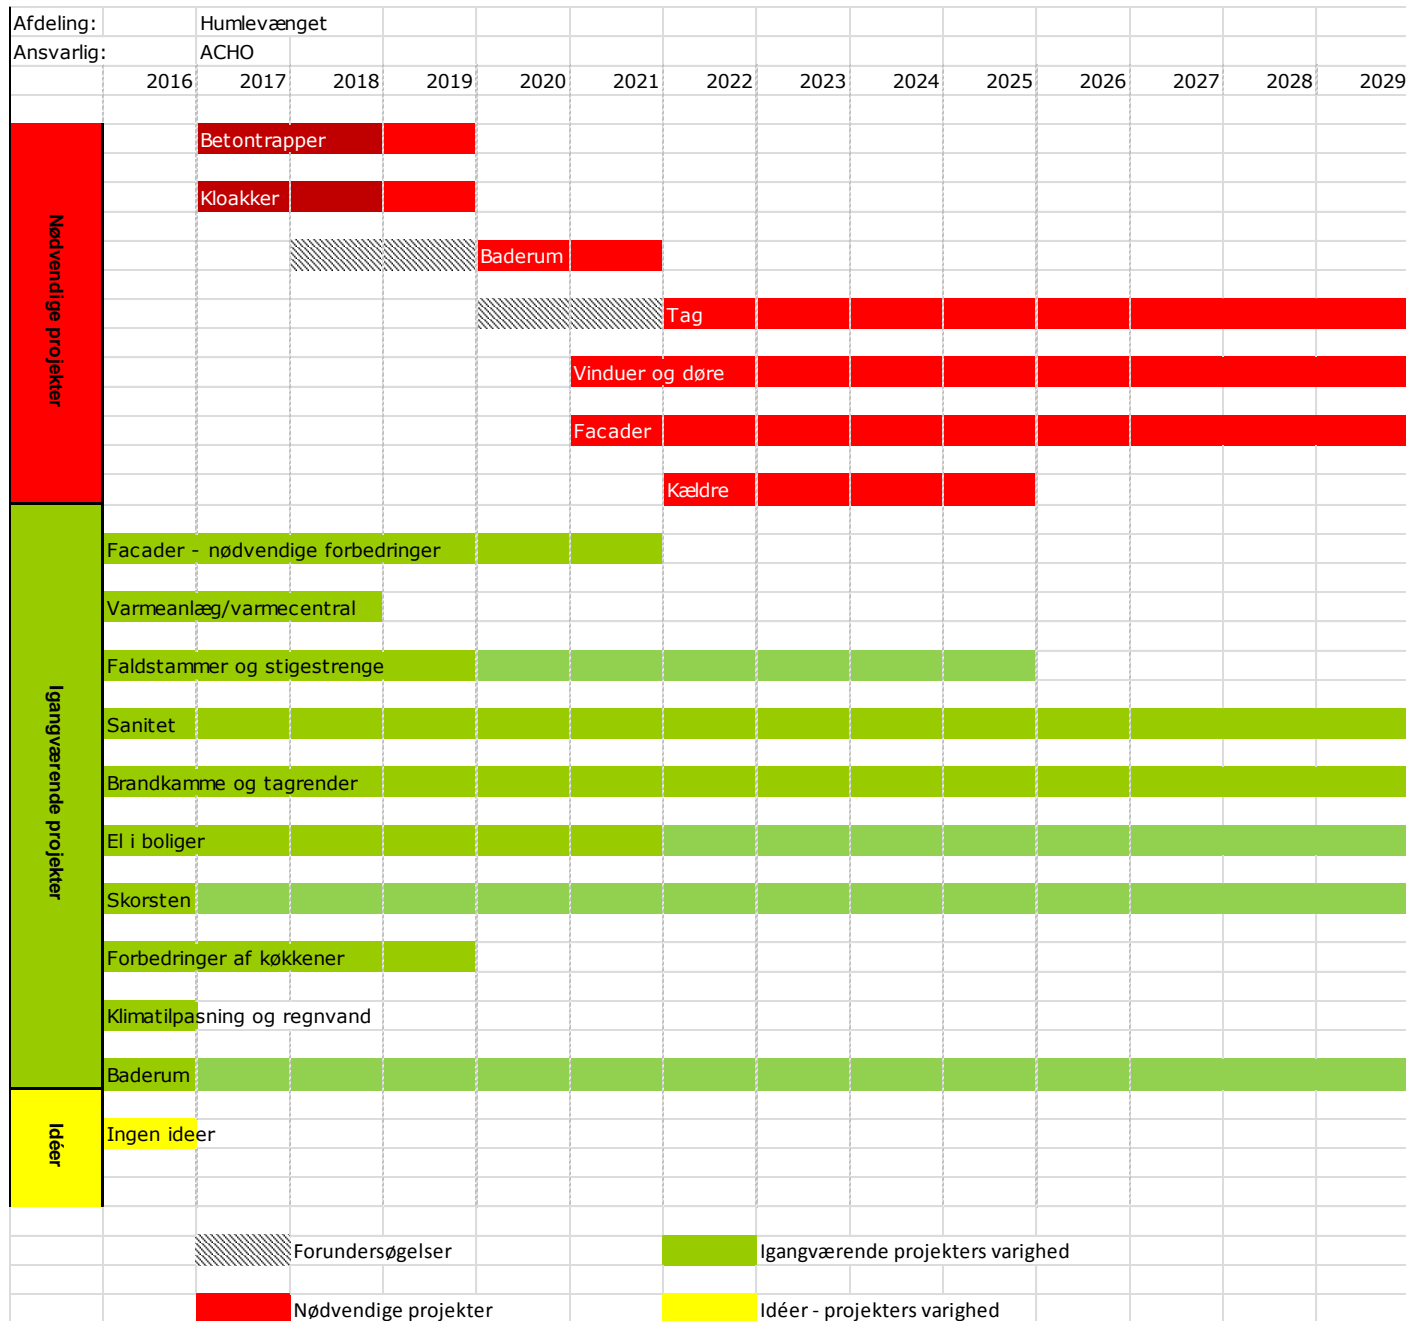 Afdeling: Humlevænget
Ansvarlig: ACHO
2016 2017 2018 2019 2020 2021 2022 2023 2024 2025 2026 2027 2028 2029
Nødvendige projekter
Betontrapper
Kloakker
Baderum
Tag
Vinduer og døre
Facader
Kældre
Igangværende projekter
Facader - nødvendige forbedringer
Varmeanlæg/varmecentral
Faldstammer og stigestrenge
Sanitet
Brandkamme og tagrender
El i boliger
Skorsten
Forbedringer af køkkener
Klimatilpasning og regnvand
Baderum
Idéer
Ingen ideer
Forundersøgelser Igangværende projekters varighed
Nødvendige projekter Idéer - projekters varighed